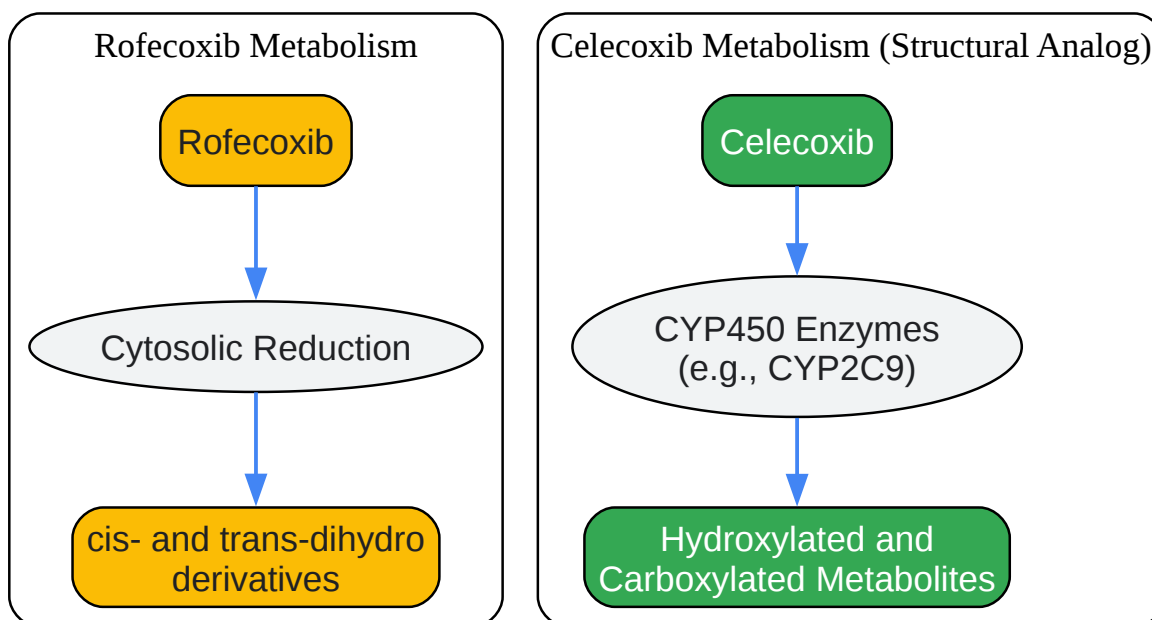 Rofecoxib Metabolism
Rofecoxib
Cytosolic Reduction
cis- and trans-dihydro
derivatives
Celecoxib Metabolism (Structural Analog)
Celecoxib
CYP450 Enzymes
(e.g., CYP2C9)
Hydroxylated and
Carboxylated Metabolites